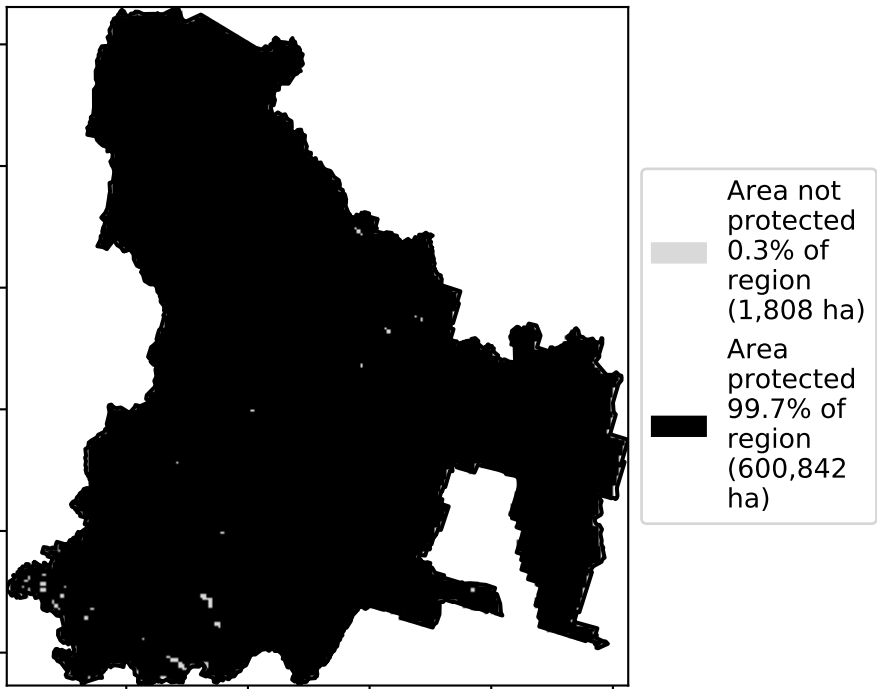 Area not
protected
0.3% of
region
(1,808 ha)
Area
protected
99.7% of
region
(600,842
ha)